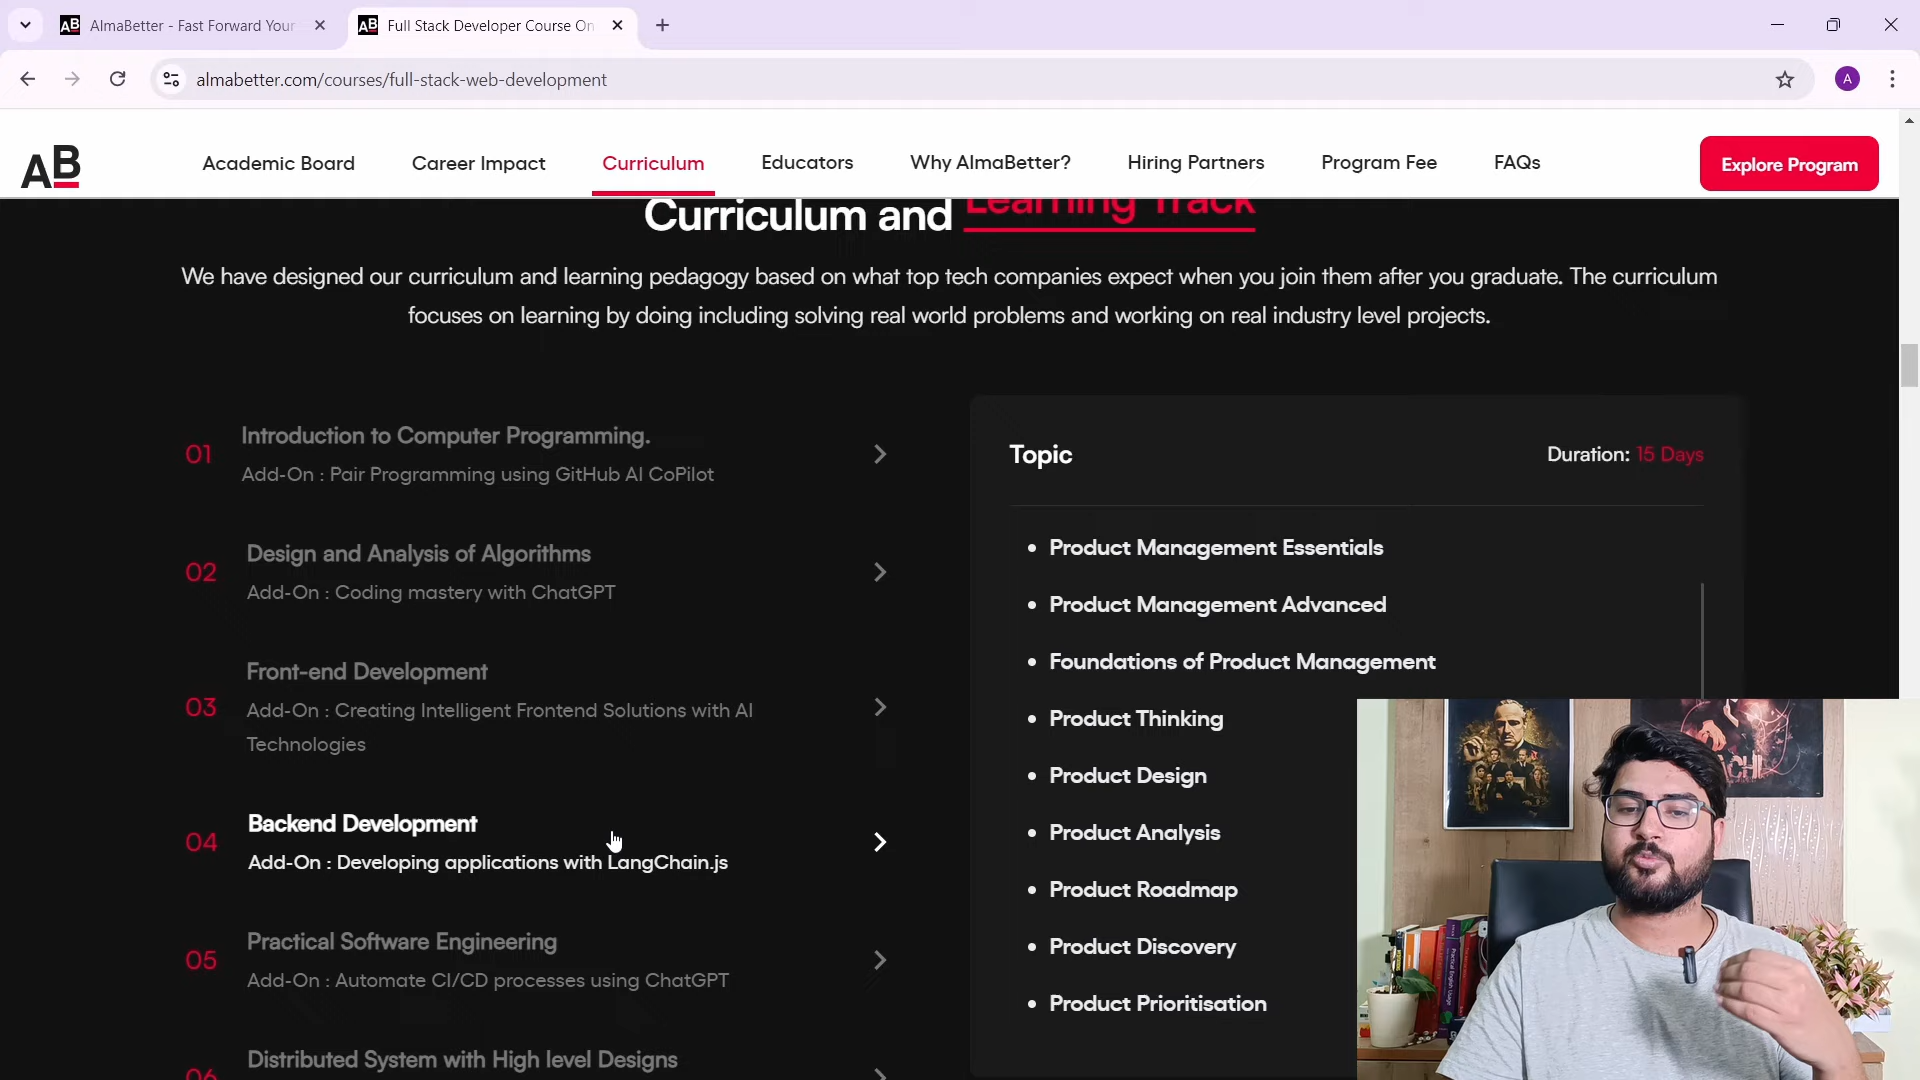 AlmaBetter - Fast Forward Your
Full Stack Developer Course On
almabetter.com/courses/full-stack-web-development
A
AB
Academic Board
Career Impact
Curriculum
Educators
Why AlmaBetter?
Hiring Partners
Program Fee
FAQs
Explore Program
Curriculum and Learning Track
We have designed our curriculum and learning pedagogy based on what top tech companies expect when you join them after you graduate. The curriculum
focuses on learning by doing including solving real world problems and working on real industry level projects.
01
Introduction to Computer Programming.
Add-On : Pair Programming using GitHub AI CoPilot
02
Design and Analysis of Algorithms
Add-On : Coding mastery with ChatGPT
03
Front-end Development
Add-On : Creating Intelligent Frontend Solutions with AI
Technologies
04
Backend Development
Add-On : Developing applications with LangChain.js
05
Practical Software Engineering
Add-On : Automate CI/CD processes using ChatGPT
06
Distributed System with High level Designs
Topic
Duration: 15 Days
• Product Management Essentials
• Product Management Advanced
• Foundations of Product Management
• Product Thinking
• Product Design
• Product Analysis
• Product Roadmap
• Product Discovery
• Product Prioritisation